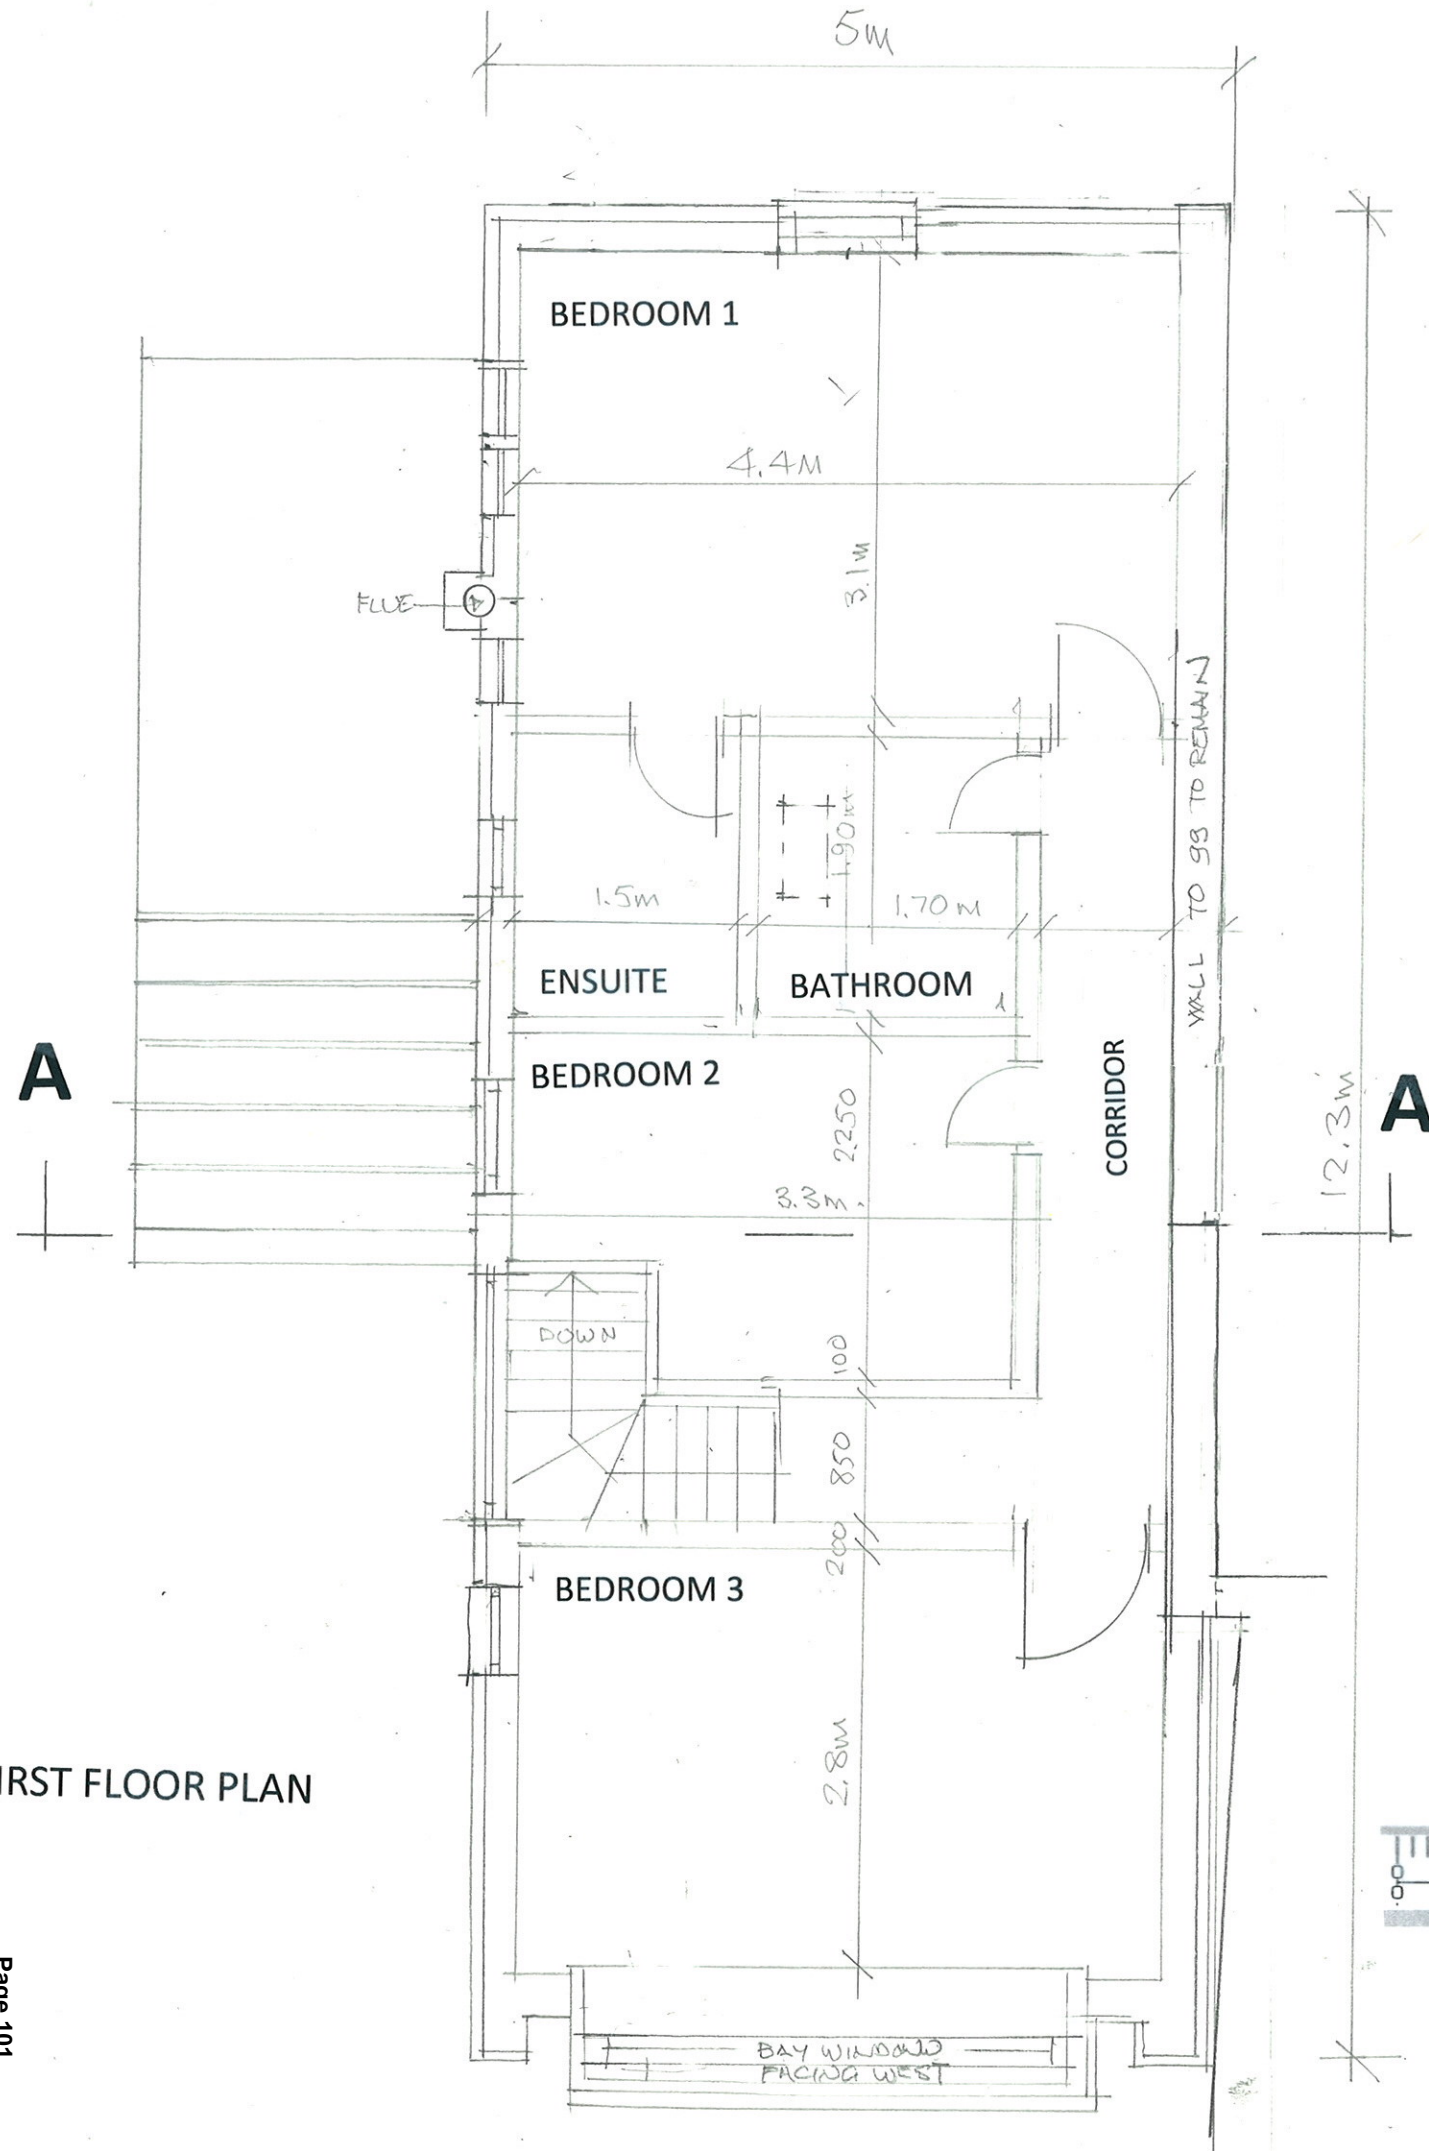 5m
BEDROOM 1
4.4M
3.1m
FLUE
WALL TO 99 TO REMAIN
1.90m
1.5m
1.70m
ENSUITE
BATHROOM
A
BEDROOM 2
CORRIDOR
2250
12.3m
A
3.3m.
DOWN
100
850
200
BEDROOM 3
2.8m
IRST FLOOR PLAN
BAY WINDOW
FACING WEST
Page 101